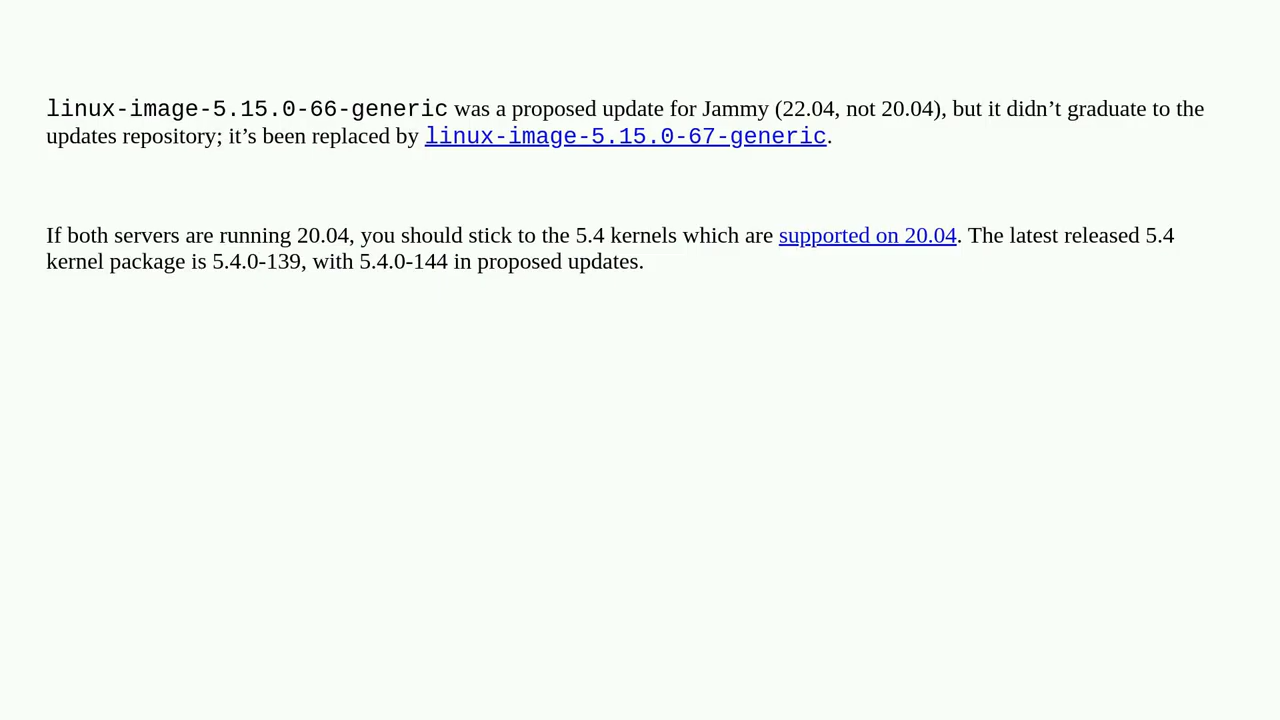 linux-image-5.15.0-66-generic was a proposed update for Jammy (22.04, not 20.04), but it didn’t graduate to the
updates repository; it’s been replaced by linux-image-5.15.0-67-generic.
If both servers are running 20.04, you should stick to the 5.4 kernels which are supported on 20.04. The latest released 5.4
kernel package is 5.4.0-139, with 5.4.0-144 in proposed updates.